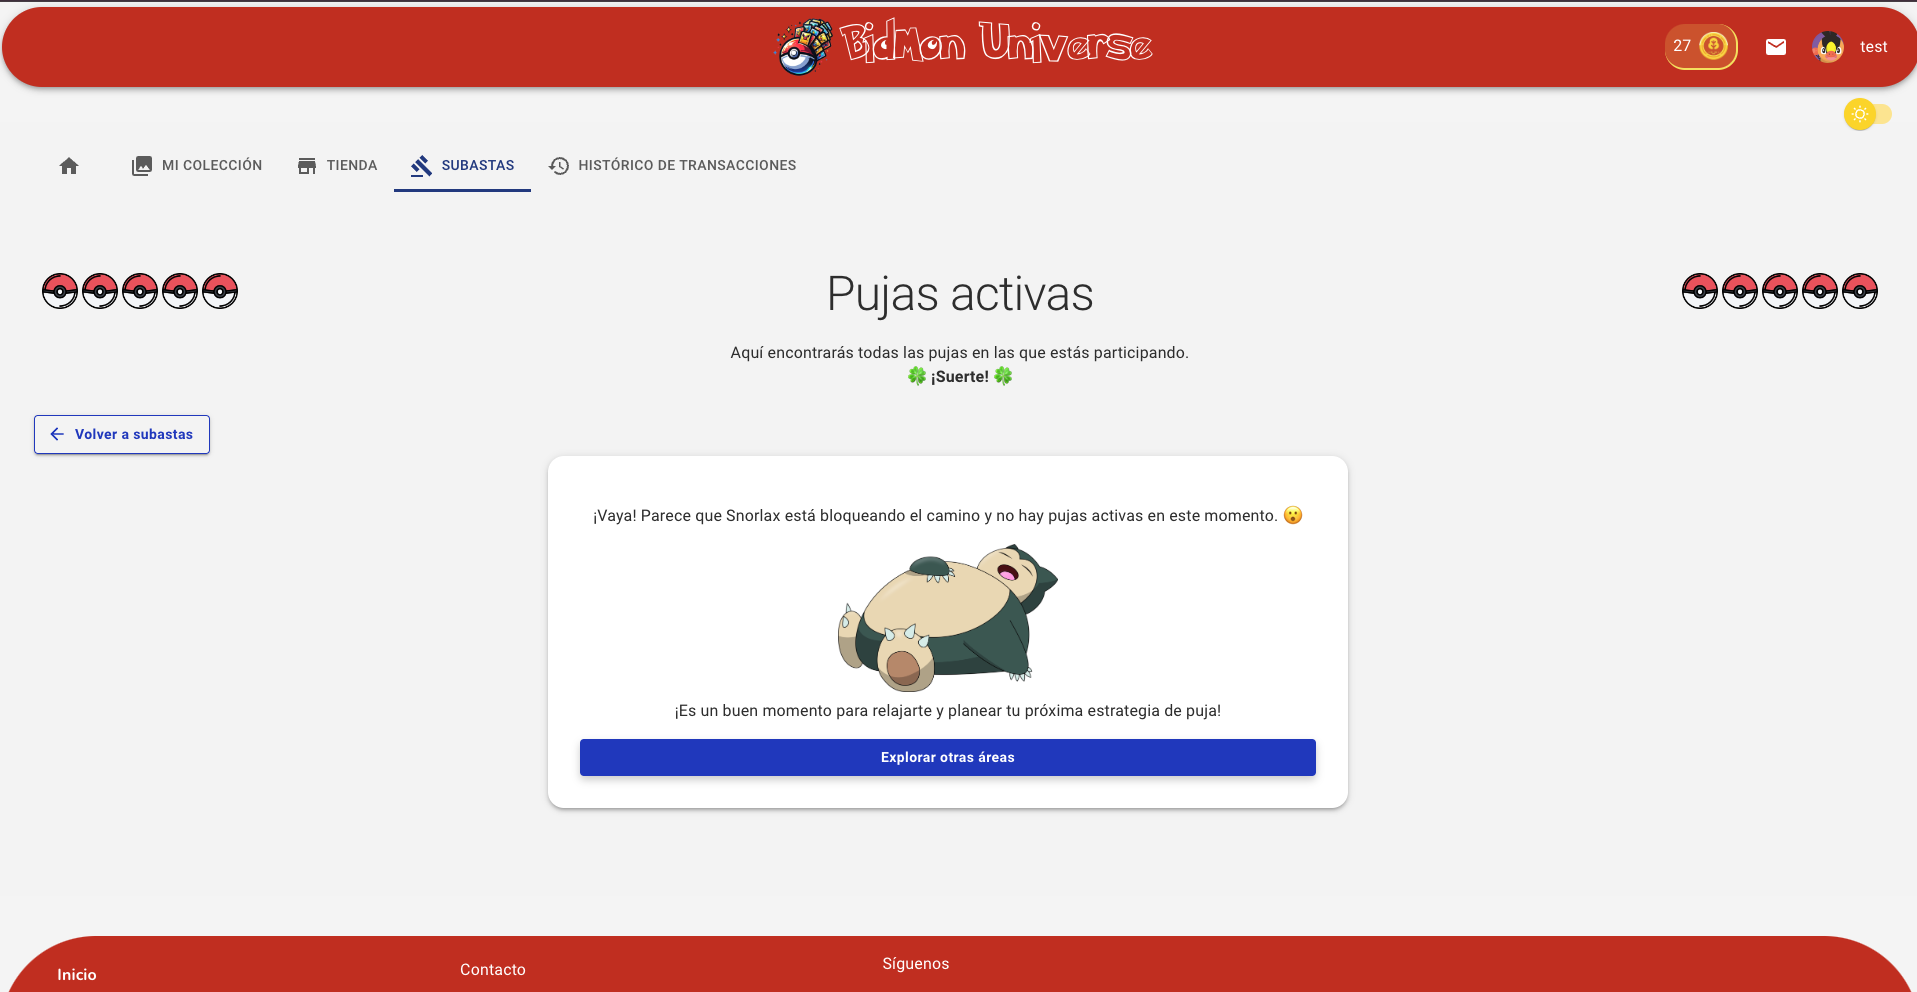 BidMon Universe
27
test
MI COLECCIÓN
TIENDA
SUBASTAS
HISTÓRICO DE TRANSACCIONES
Pujas activas
Aquí encontrarás todas las pujas en las que estás participando.
🍀 ¡Suerte! 🍀
Volver a subastas
¡Vaya! Parece que Snorlax está bloqueando el camino y no hay pujas activas en este momento. 😮
¡Es un buen momento para relajarte y planear tu próxima estrategia de puja!
Explorar otras áreas
Inicio
Contacto
Síguenos